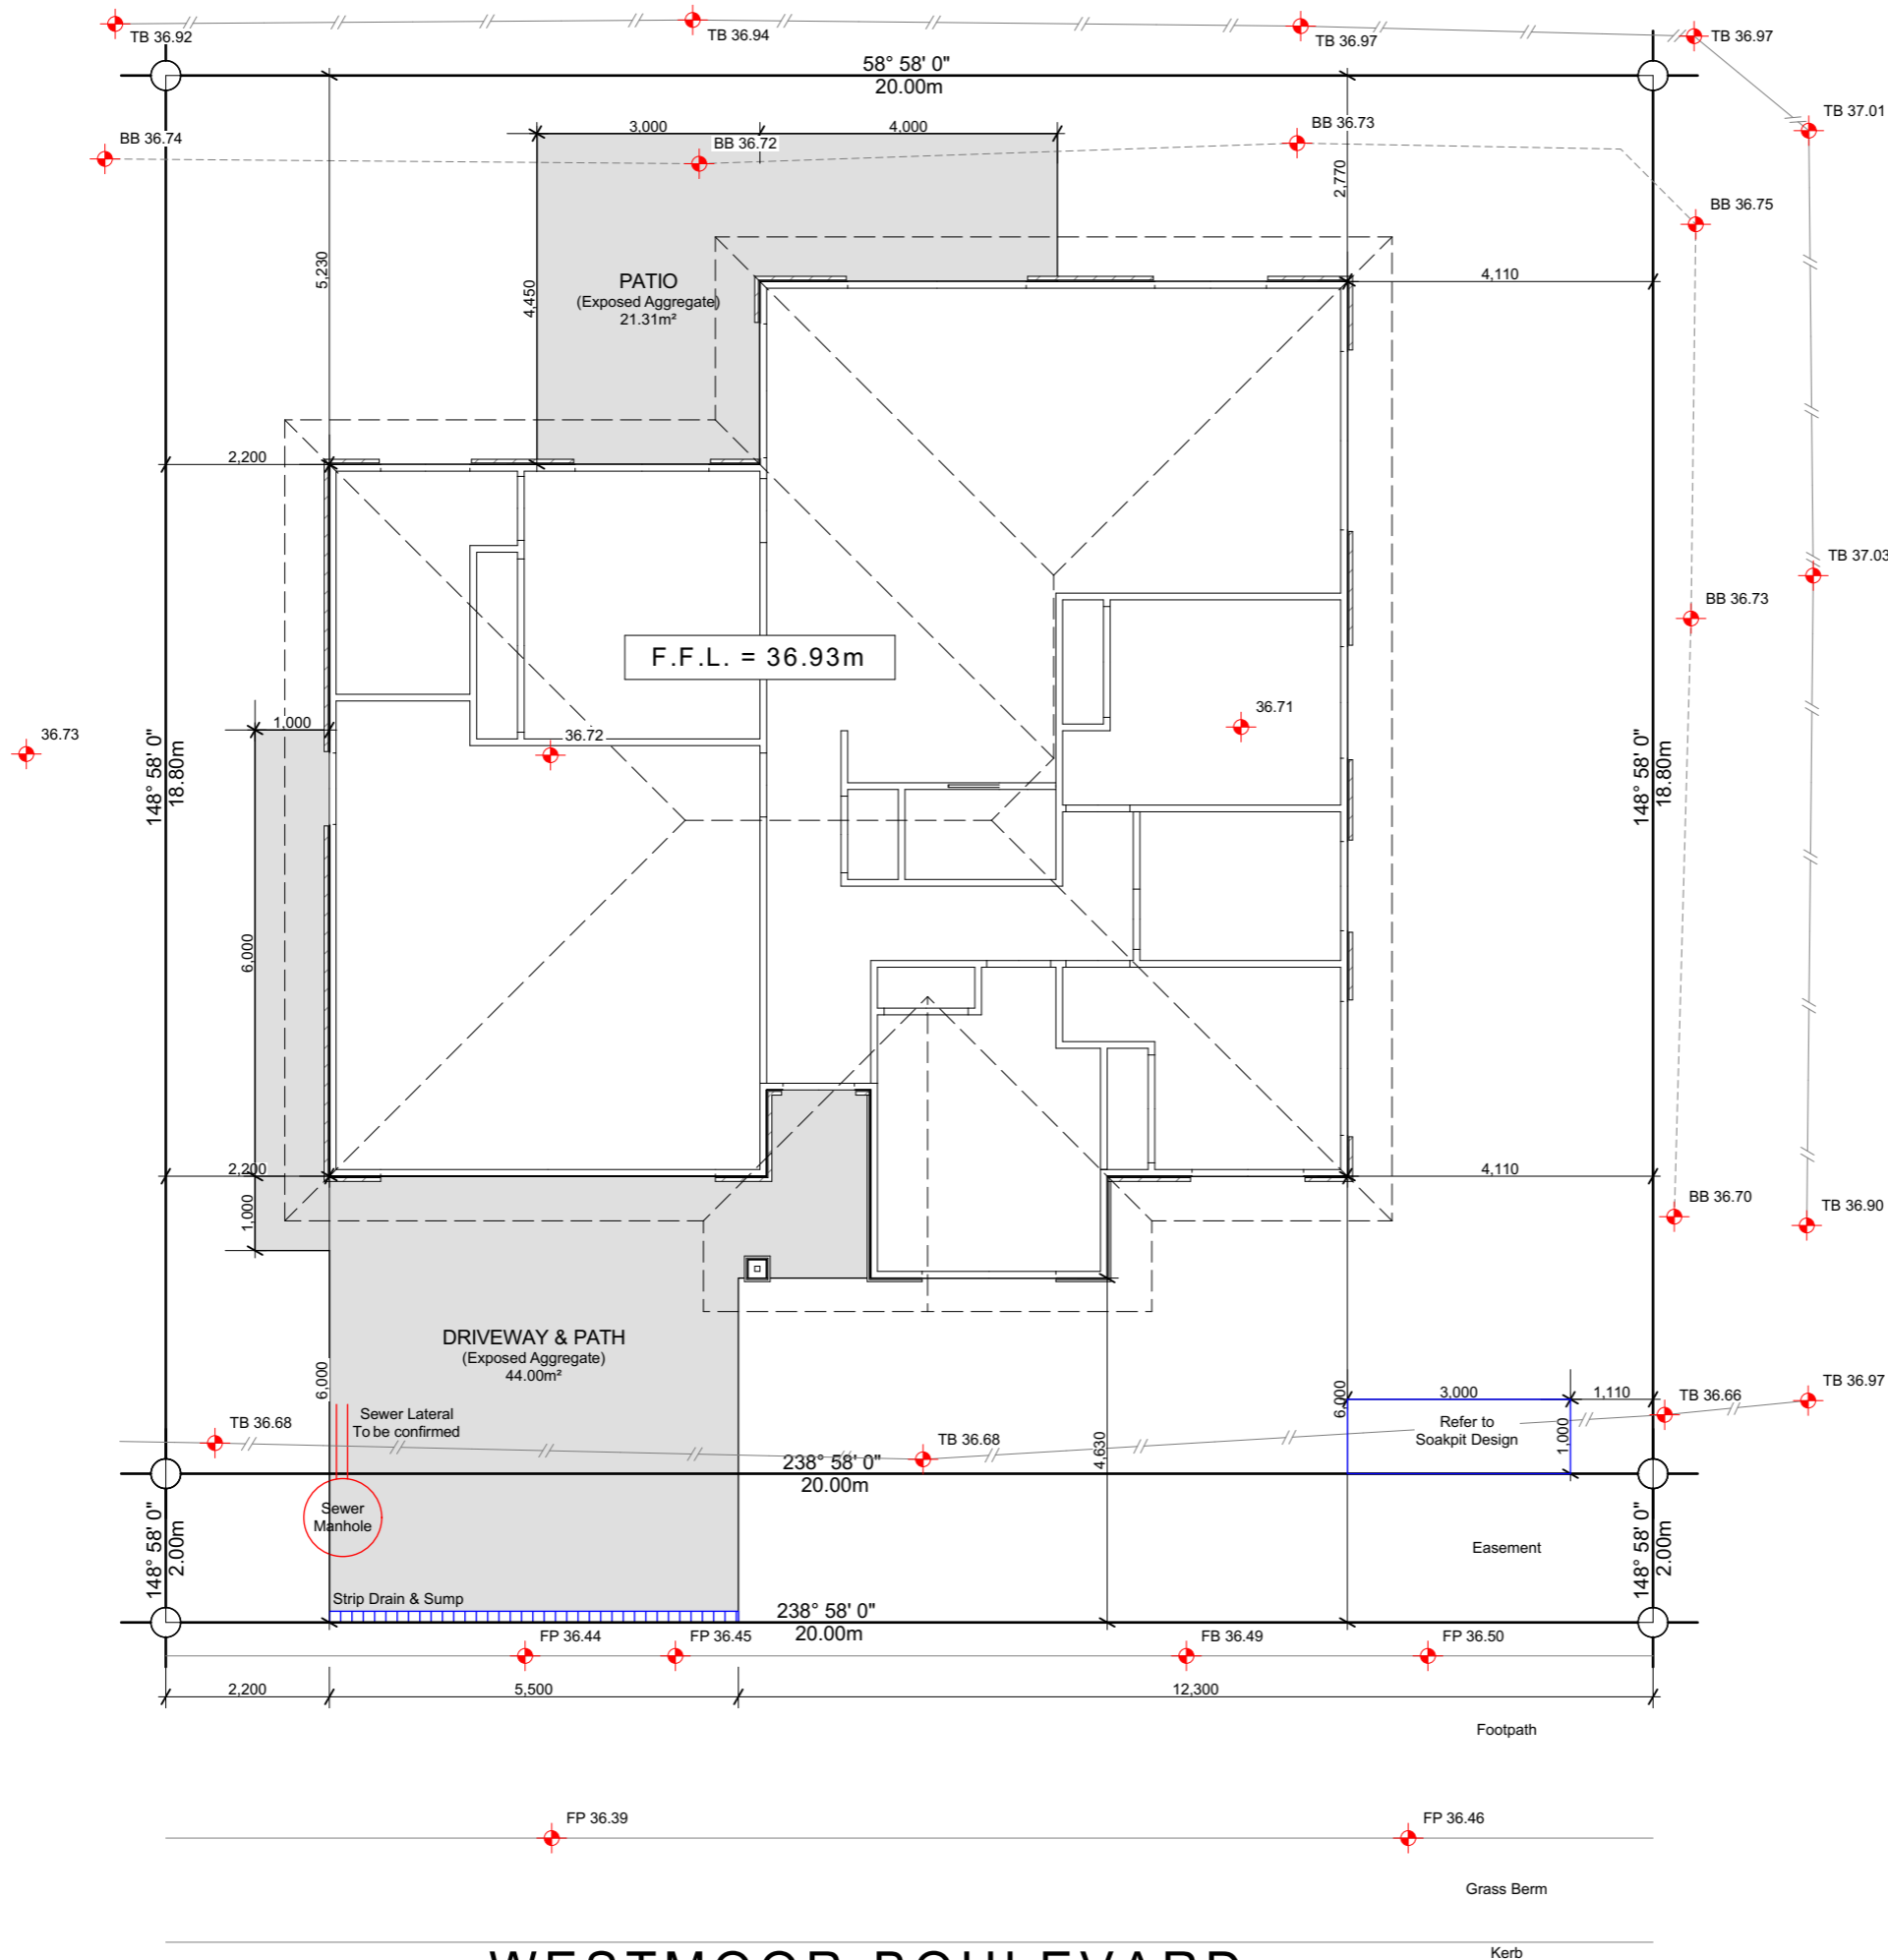 TB 36.92
TB 36.94
TB 36.97
TB 36.97
58° 58' 0"
20.00m
TB 37.01
BB 36.74
3,000
4,000
BB 36.72
BB 36.73
2,770
BB 36.75
5,230
4,450
PATIO
(Exposed Aggregate)
21.31m²
4,110
2,200
TB 37.03
BB 36.73
F.F.L. = 36.93m
36.71
36.72
1,000
36.73
148° 58' 0"
18.80m
148° 58' 0"
18.80m
6,000
2,200
4,110
1,000
BB 36.70
TB 36.90
DRIVEWAY & PATH
(Exposed Aggregate)
44.00m²
6,000
6,000
3,000
1,110
TB 36.97
TB 36.66
Sewer Lateral
To be confirmed
TB 36.68
TB 36.68
Refer to
Soakpit Design
1,000
4,630
238° 58' 0"
20.00m
Sewer
Manhole
148° 58' 0"
2.00m
148° 58' 0"
2.00m
Easement
Strip Drain & Sump
238° 58' 0"
20.00m
FP 36.44
FP 36.45
FB 36.49
FP 36.50
2,200
5,500
12,300
Footpath
FP 36.39
FP 36.46
Grass Berm
WESTMOOR BOULEVARD
Kerb